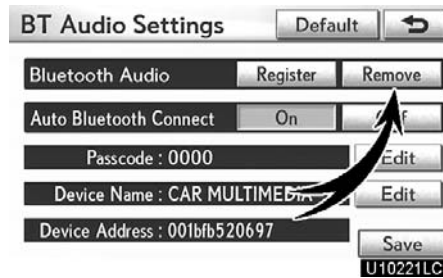 BT Audio Settings Default
Bluetooth Audio Register Remove
Auto Bluetooth Connect On
Passcode : 0000 Edit
Device Name : CAR MULTIMEDIA Edit
Device Address : 001bfb520697
Save
U10221LC